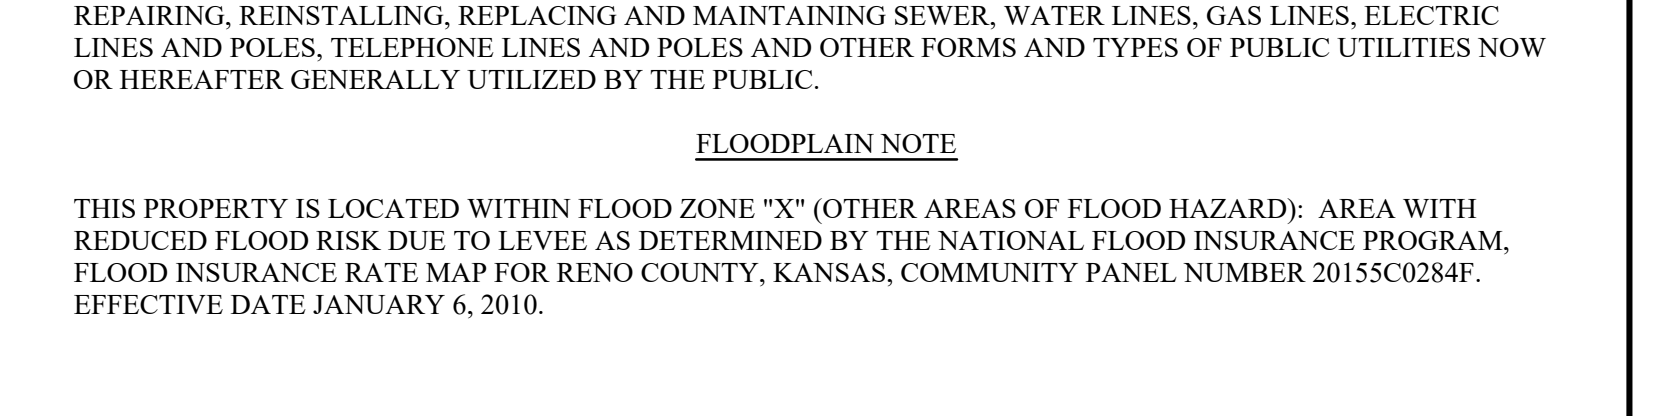 REPAIRING, REINSTALLING, REPLACING AND MAINTAINING SEWER, WATER LINES, GAS LINES, ELECTRIC
LINES AND POLES, TELEPHONE LINES AND POLES AND OTHER FORMS AND TYPES OF PUBLIC UTILITIES NOW
OR HEREAFTER GENERALLY UTILIZED BY THE PUBLIC.
FLOODPLAIN NOTE
THIS PROPERTY IS LOCATED WITHIN FLOOD ZONE "X" (OTHER AREAS OF FLOOD HAZARD):  AREA WITH
REDUCED FLOOD RISK DUE TO LEVEE AS DETERMINED BY THE NATIONAL FLOOD INSURANCE PROGRAM,
FLOOD INSURANCE RATE MAP FOR RENO COUNTY, KANSAS, COMMUNITY PANEL NUMBER 20155C0284F.
EFFECTIVE DATE JANUARY 6, 2010.